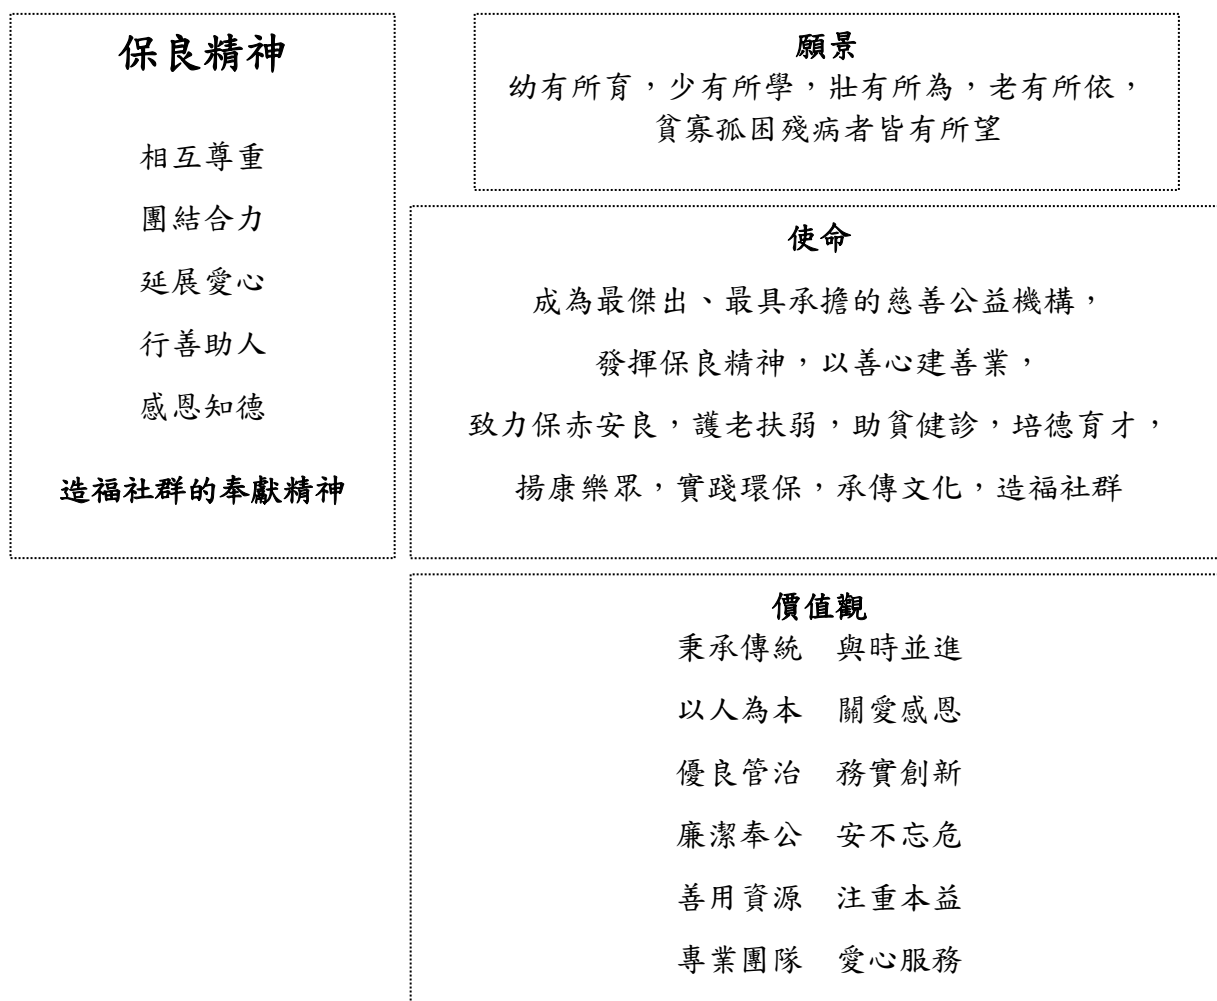 保良精神
相互尊重
團結合力
延展愛心
行善助人
感恩知德
造福社群的奉獻精神
願景
幼有所育，少有所學，壯有所為，老有所依，
貧寡孤困殘病者皆有所望
使命
成為最傑出、最具承擔的慈善公益機構，
發揮保良精神，以善心建善業，
致力保赤安良，護老扶弱，助貧健診，培德育才，
揚康樂眾，實踐環保，承傳文化，造福社群
價值觀
秉承傳統　與時並進
以人為本　關愛感恩
優良管治　務實創新
廉潔奉公　安不忘危
善用資源　注重本益
專業團隊　愛心服務